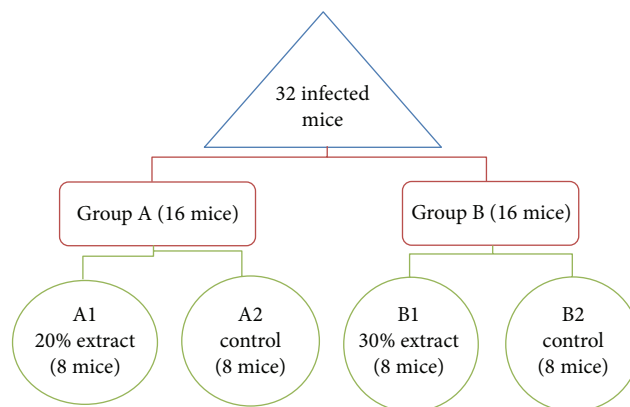 32 infected
mice
Group A (16 mice)
Group B (16 mice)
A1
20% extract
(8 mice)
A2
control
(8 mice)
B1
30% extract
(8 mice)
B2
control
(8 mice)